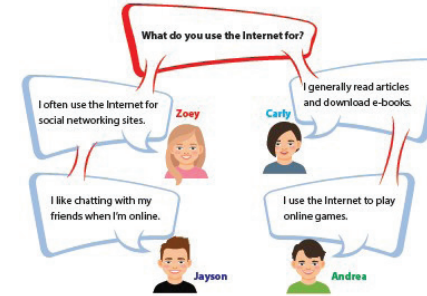 What do you use the Internet for?
I often use the Internet for
social networking sites.
Zoey
Carly
I generally read articles
and download e-books.
I like chatting with my
friends when I'm online.
Jayson
I use the Internet to play
online games.
Andrea